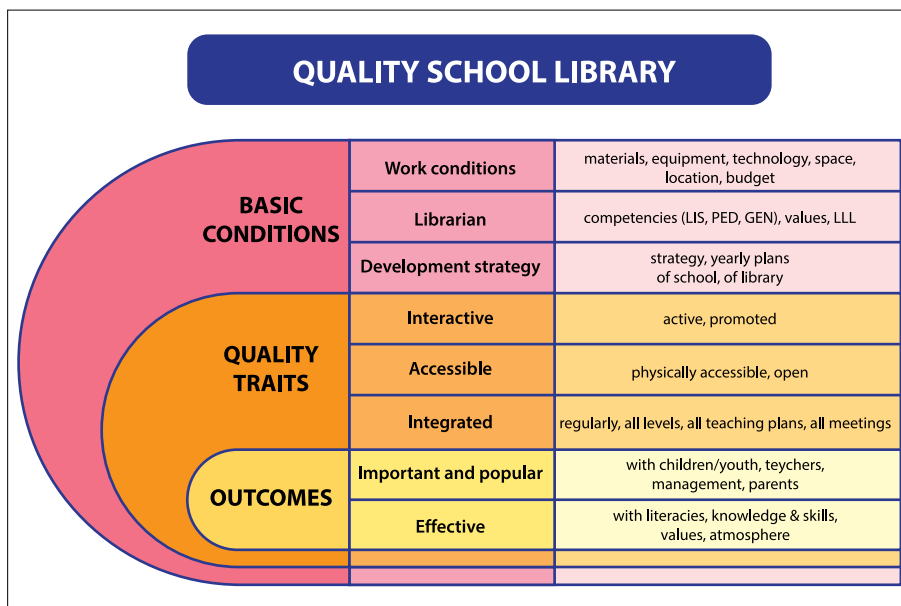 QUALITY SCHOOL LIBRARY
BASIC
CONDITIONS
Work conditions
materials, equipment, technology, space,
location, budget
Librarian
competencies (LIS, PED, GEN), values, LLL
Development strategy
strategy, yearly plans
of school, of library
QUALITY
TRAITS
Interactive
active, promoted
Accessible
physically accessible, open
Integrated
regularly, all levels, all teaching plans, all meetings
OUTCOMES
Important and popular
with children/youth, teychers,
management, parents
Effective
with literacies, knowledge & skills,
values, atmosphere